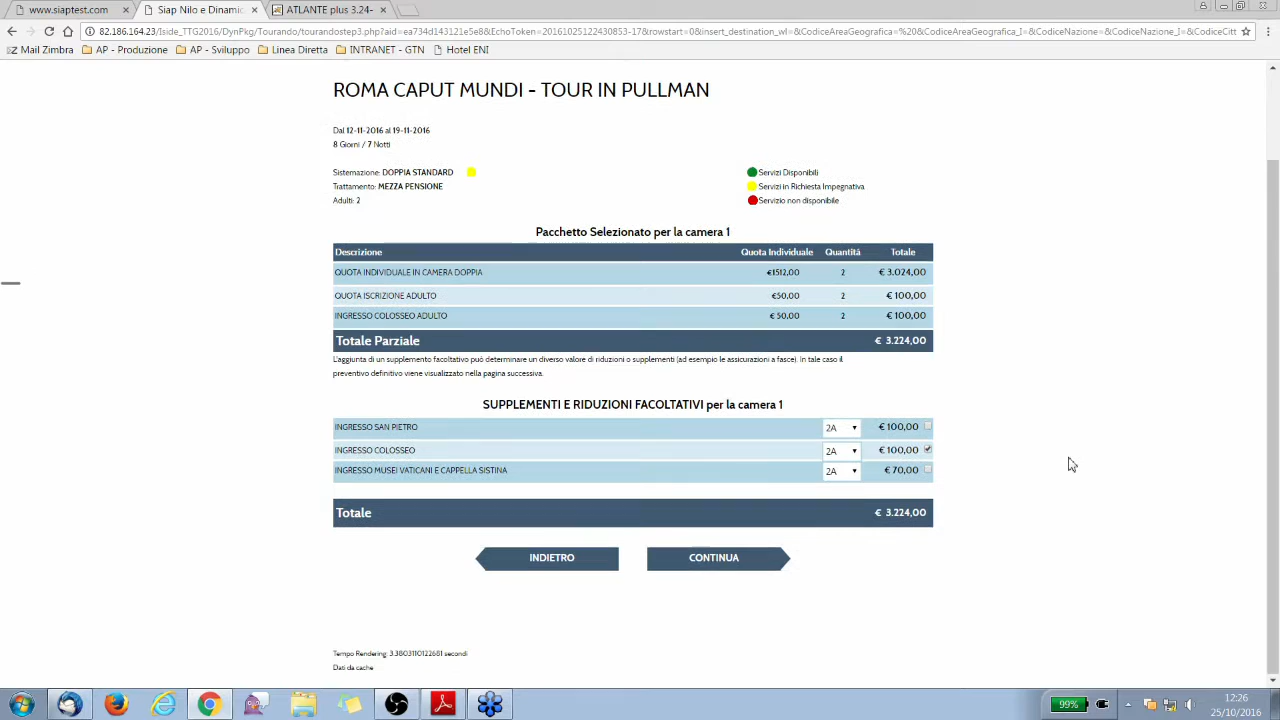 www.siaptest.com
Siap Nilo e Dinamic
ATLANTE plus 3.24-
82.186.164.23/Iside_TTG2016/DynPkg/Tourando/tourandostep3.php?aid=ea734d143121e5e8&EchoToken=20161025122430853-17&rowstart=0&insert_destination_wl=&CodiceAreaGeografica=%20&CodiceAreaGeografica_I=&CodiceNazione=&CodiceNazione_I=&CodiceCitt
Mail Zimbra
AP - Produzione
AP - Sviluppo
Linea Diretta
INTRANET - GTN
Hotel ENI
ROMA CAPUT MUNDI - TOUR IN PULLMAN
Dal 12-11-2016 al 19-11-2016
8 Giorni / 7 Notti
Sistemazione: DOPPIA STANDARD
Trattamento: MEZZA PENSIONE
Adulti: 2
Servizi Disponibili
Servizi in Richiesta Impegnativa
Servizio non disponibile
Pacchetto Selezionato per la camera 1
Descrizione Quota Individuale Quantità Totale
QUOTA INDIVIDUALE IN CAMERA DOPPIA €1512,00 2 € 3.024,00
QUOTA ISCRIZIONE ADULTO €50,00 2 € 100,00
INGRESSO COLOSSEO ADULTO € 50,00 2 € 100,00
Totale Parziale € 3.224,00
L'aggiunta di un supplemento facoltativo può determinare un diverso valore di riduzioni o supplementi (ad esempio le assicurazioni a fasce). In tale caso il
preventivo definitivo viene visualizzato nella pagina successiva.
SUPPLEMENTI E RIDUZIONI FACOLTATIVI per la camera 1
INGRESSO SAN PIETRO 2A € 100,00
INGRESSO COLOSSEO 2A € 100,00
INGRESSO MUSEI VATICANI E CAPPELLA SISTINA 2A € 70,00
Totale € 3.224,00
INDIETRO
CONTINUA
Tempo Rendering: 3.3803110122681 secondi
Dati da cache
99%
12:26
25/10/2016